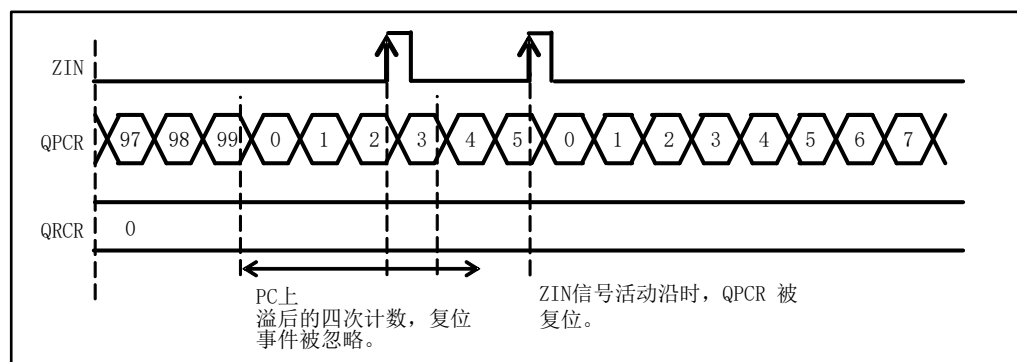 ZIN
QPCR 97 98 99 0 1 2 3 4 5 0 1 2 3 4 5 6 7
QRCR 0
PC上
溢后的四次计数，复位
事件被忽略。
ZIN信号活动沿时，QPCR 被
复位。